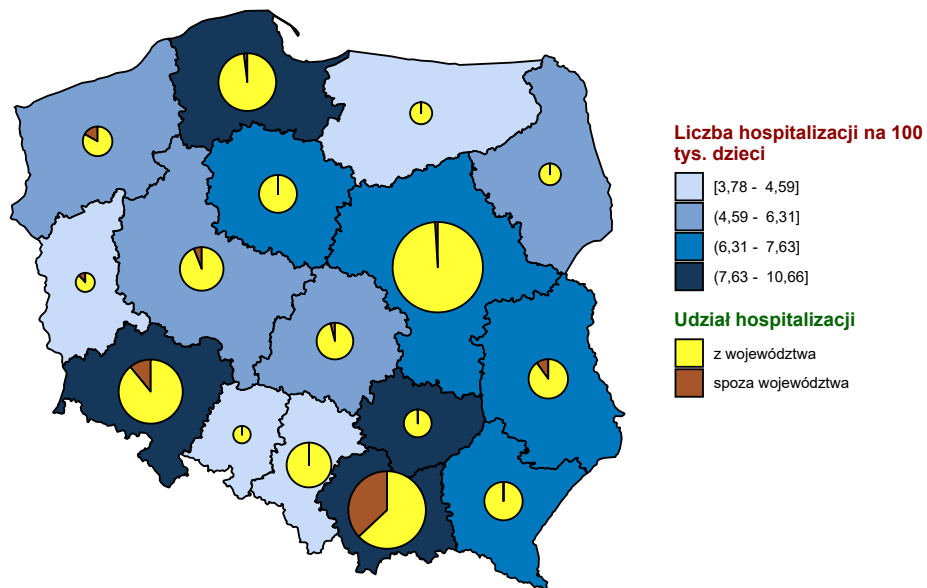 Liczba hospitalizacji na 100
tys. dzieci
[3,78 - 4,59]
(4,59 - 6,31]
(6,31 - 7,63]
(7,63 - 10,66]
Udział hospitalizacji
z województwa
spoza województwa